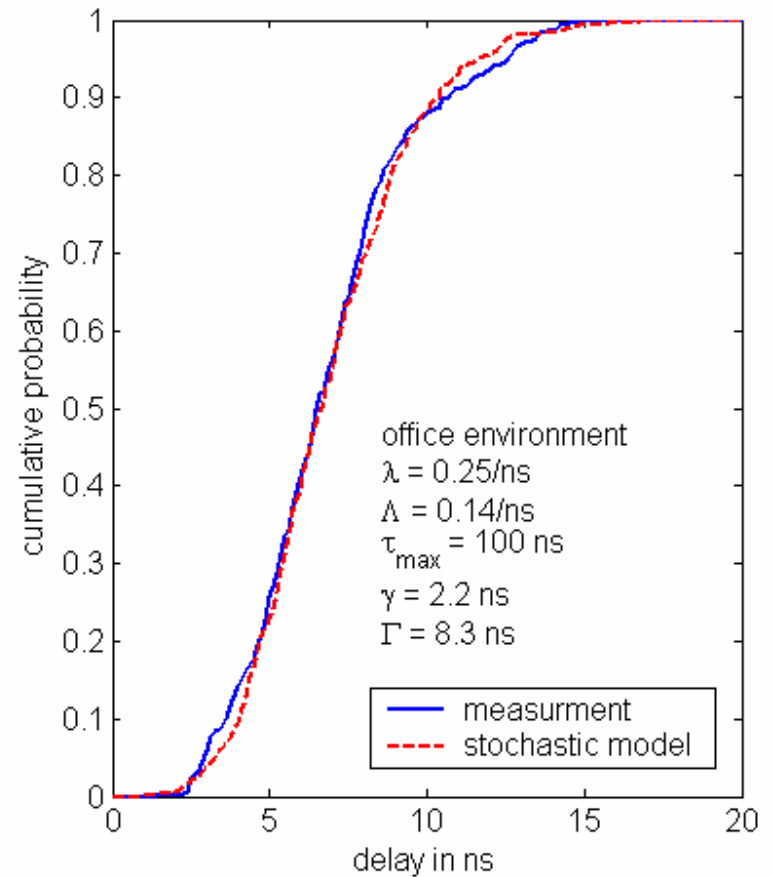 1
0.9
0.8
0.7
0.6
0.5
0.4
0.3
0.2
0.1
0
cumulative probability
office environment
λ = 0.25/ns
Λ = 0.14/ns
τmax = 100 ns
γ = 2.2 ns
Γ = 8.3 ns
measurment
stochastic model
0 5 10 15 20
delay in ns